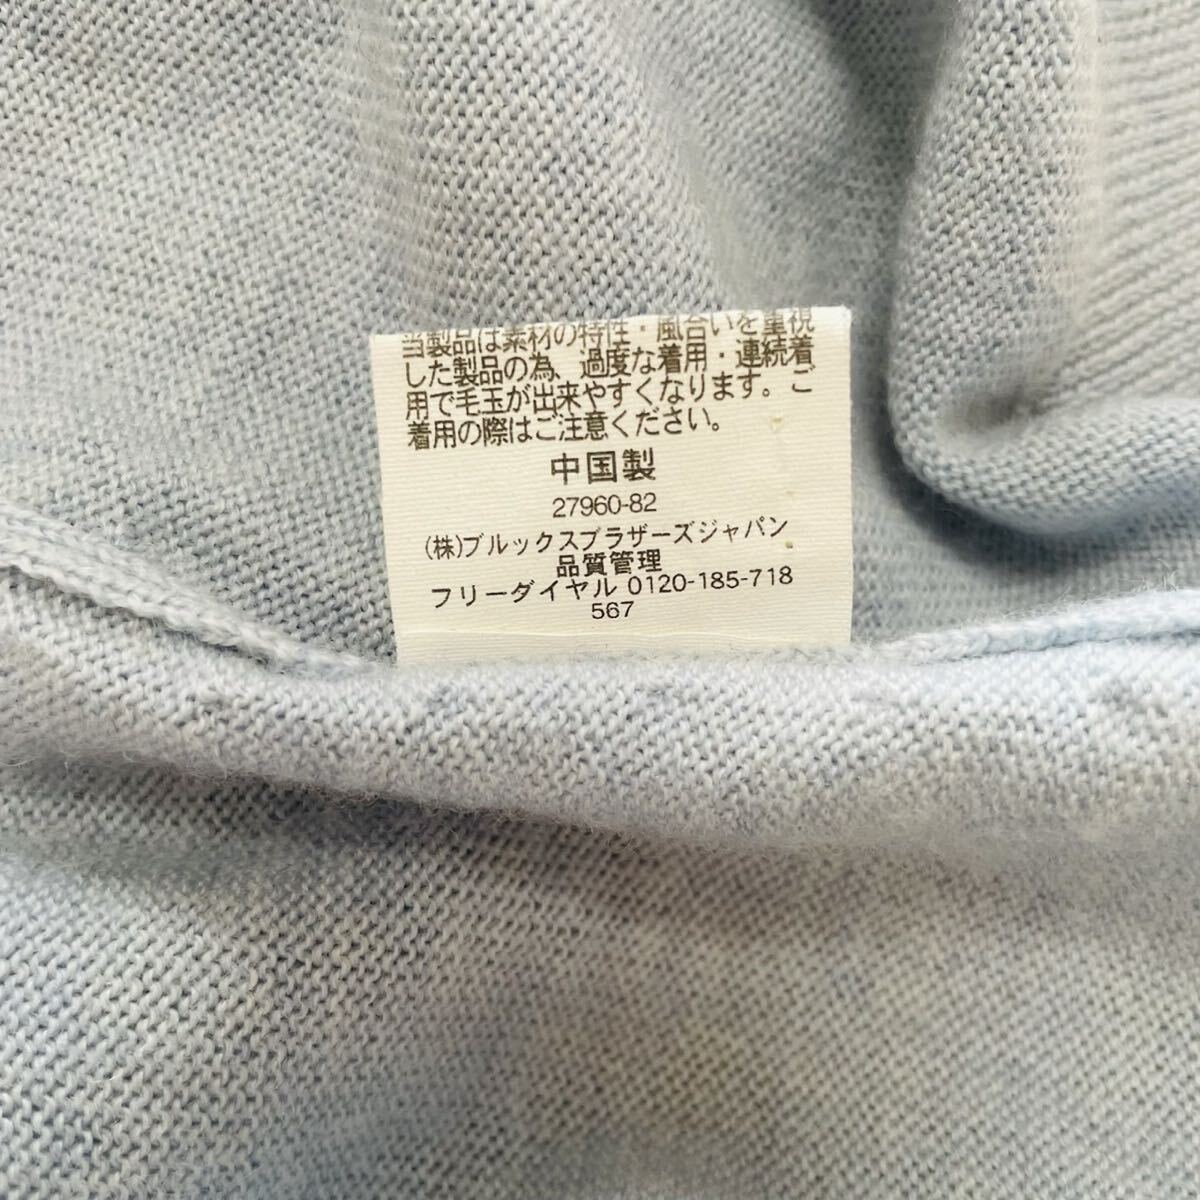 当製品は素材の特性・風合いを重視
した製品の為、過度な着用・連続着
用で毛玉が出来やすくなります。ご
着用の際はご注意ください。
中国製
27960-82
(株)ブルックスブラザーズジャパン
品質管理
フリーダイヤル 0120-185-718
567